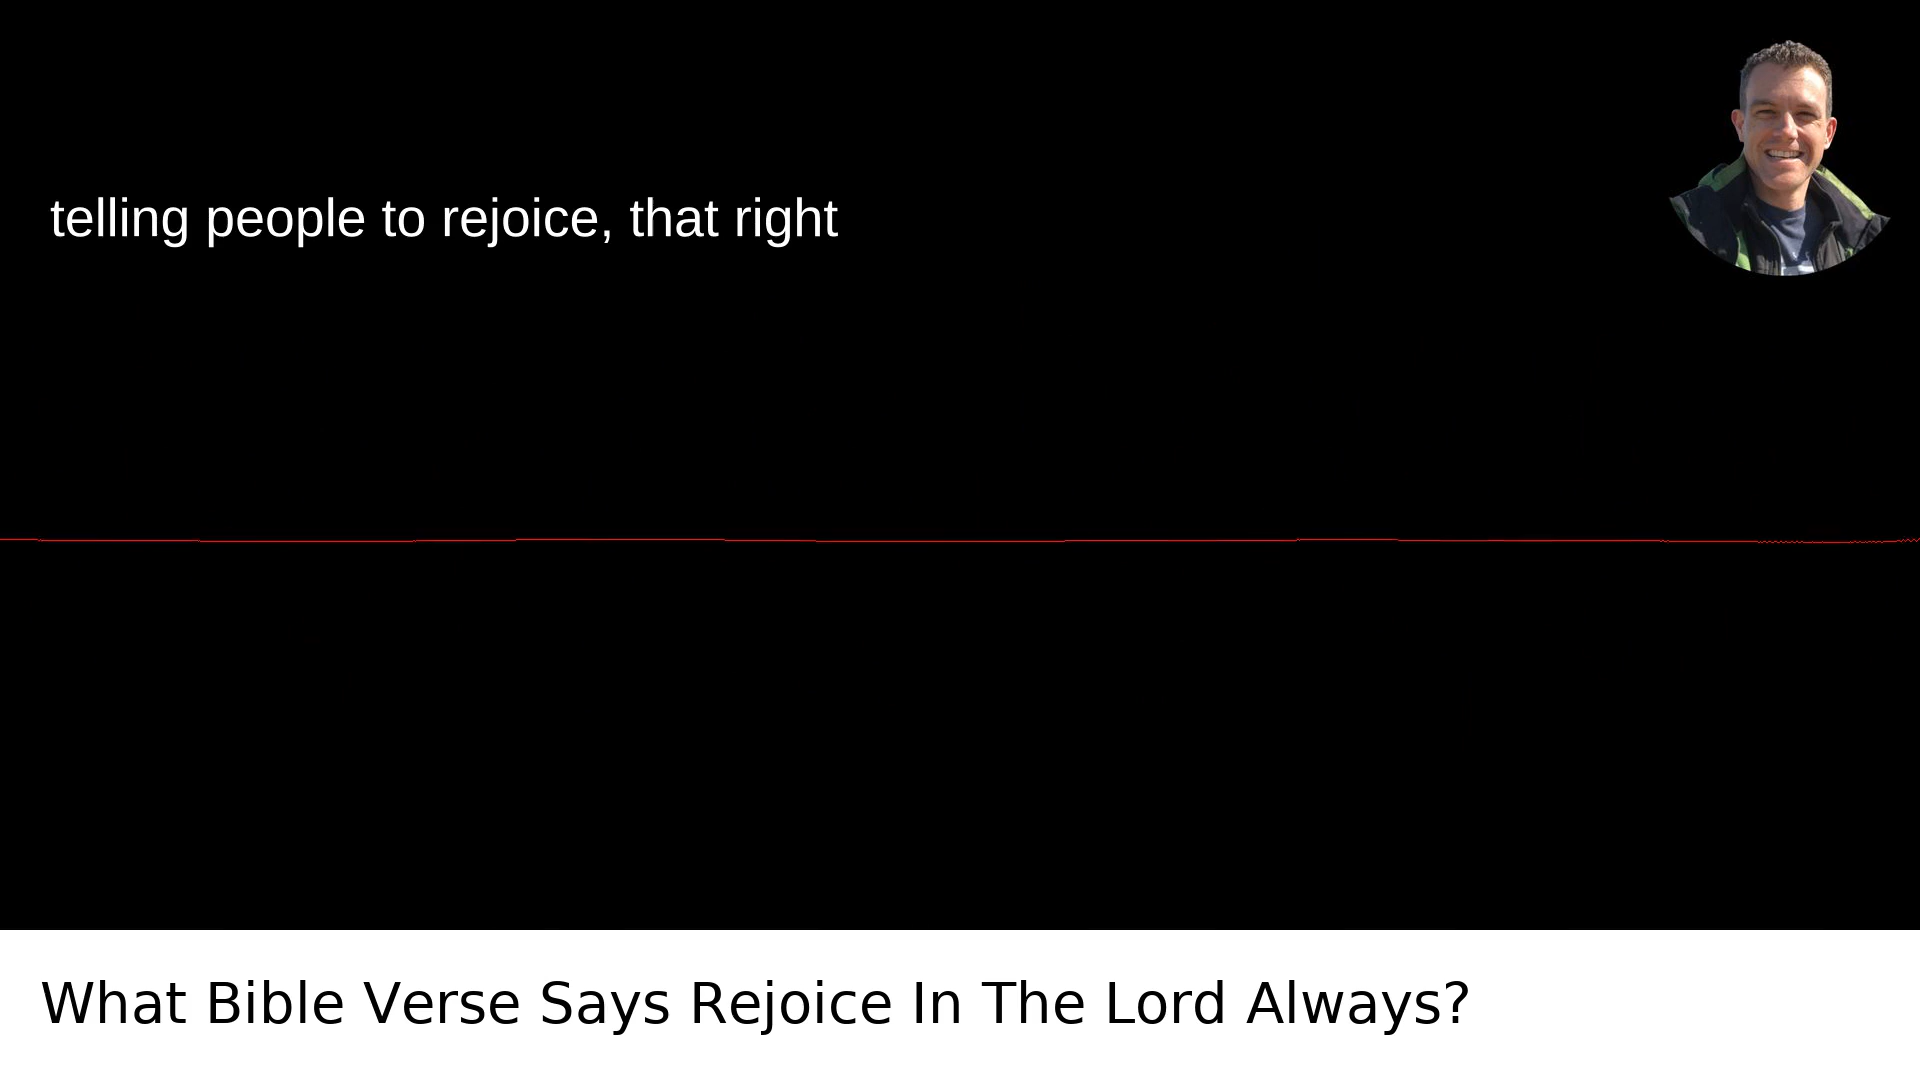 telling people to rejoice, that right
What Bible Verse Says Rejoice In The Lord Always?